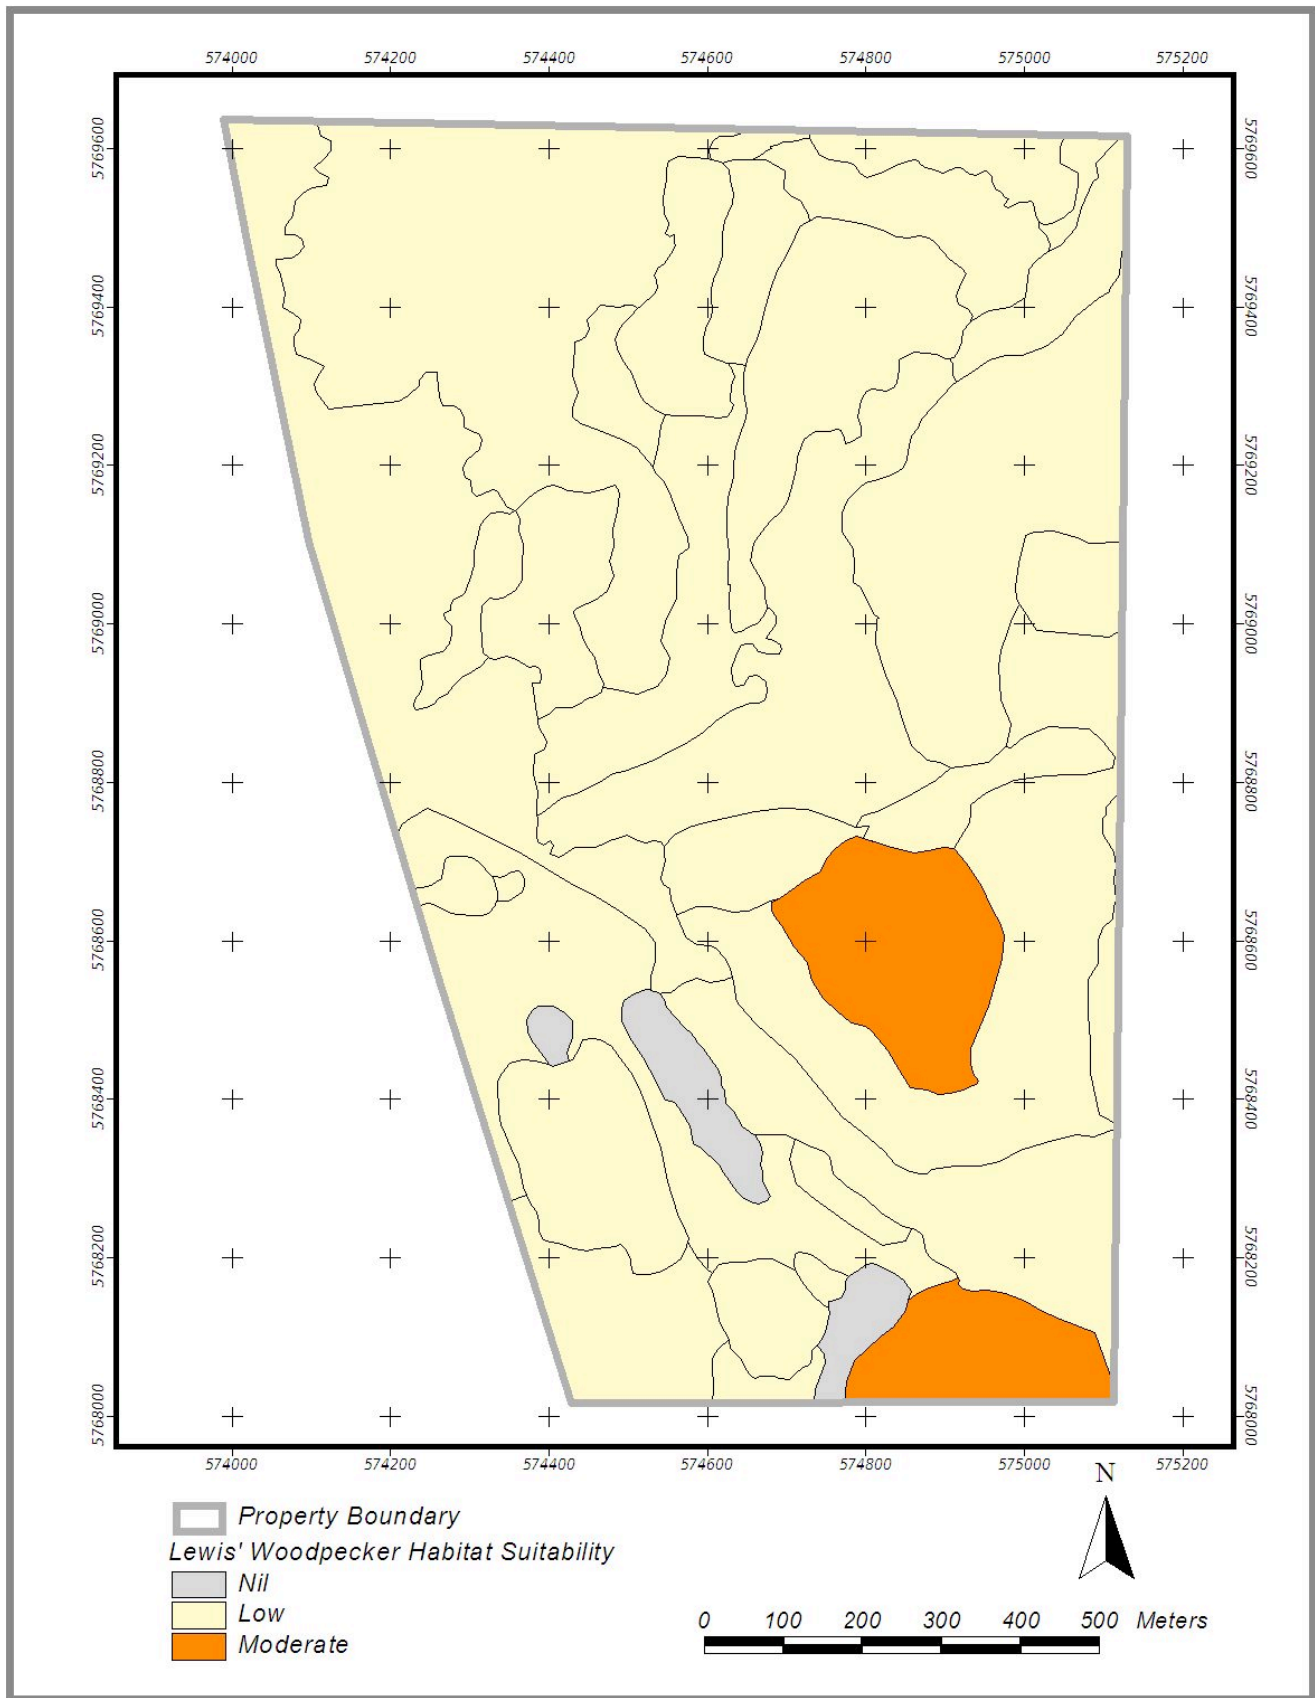 574000 574200 574400 574600 574800 575000 575200
5769600 5769600
5769400 5769400
5769200 5769200
5769000 5769000
5768800 5768800
5768600 5768600
5768400 5768400
5768200 5768200
5768000 5768000
574000 574200 574400 574600 574800 575000 575200
N
Property Boundary
Lewis' Woodpecker Habitat Suitability
Nil
Low
Moderate
0 100 200 300 400 500 Meters